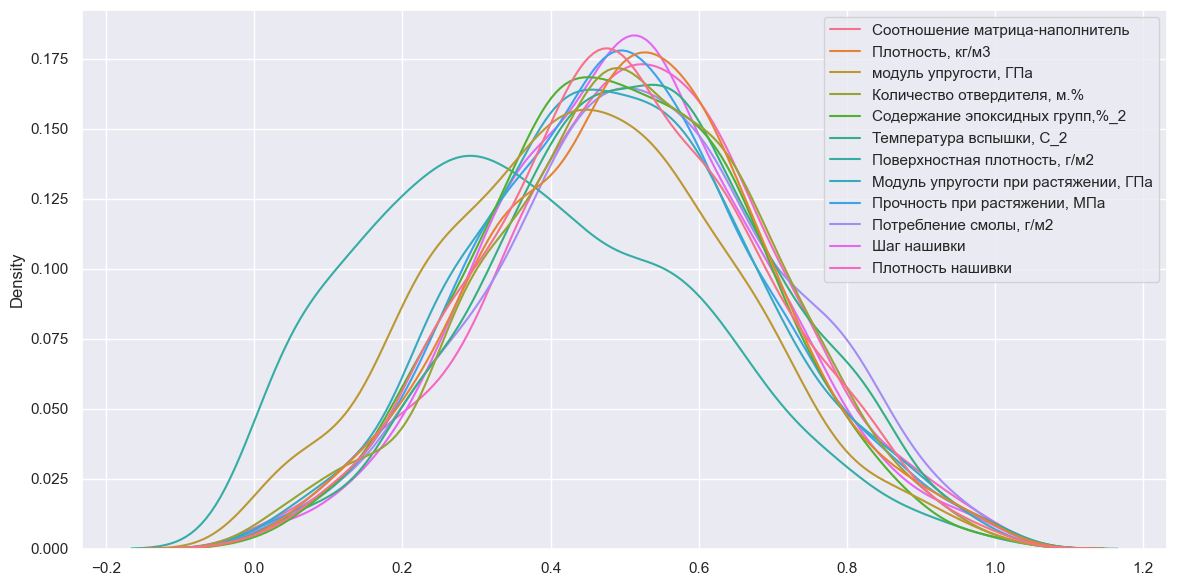 Соотношение матрица-наполнитель
Плотность, кг/м3
модуль упругости, ГПа
Количество отвердителя, м.%
Содержание эпоксидных групп,%_2
Температура вспышки, С_2
Поверхностная плотность, г/м2
Модуль упругости при растяжении, ГПа
Прочность при растяжении, МПа
Потребление смолы, г/м2
Шаг нашивки
Плотность нашивки
Density
0.175
0.150
0.125
0.100
0.075
0.050
0.025
0.000
−0.2 0.0 0.2 0.4 0.6 0.8 1.0 1.2